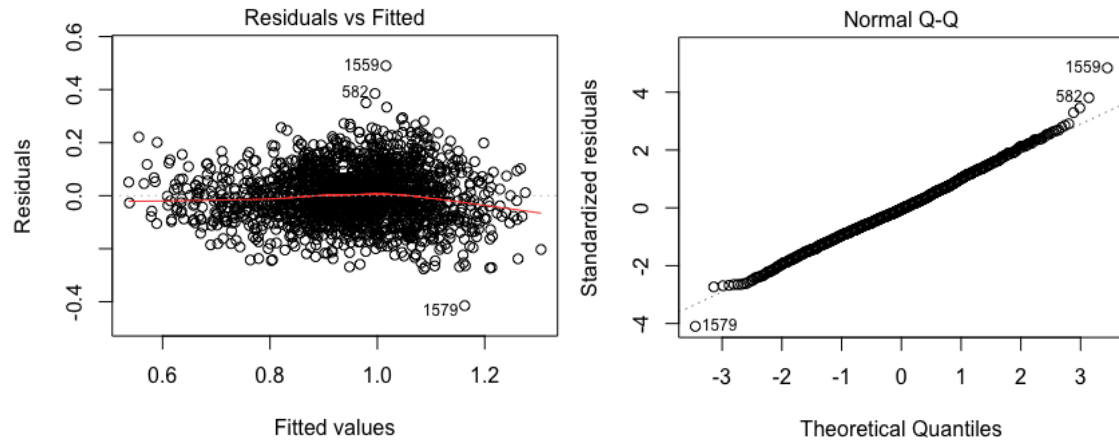 Residuals vs Fitted
Residuals
0.6
0.4
0.2
0.0
-0.4
1559
582
1579
0.6 0.8 1.0 1.2
Fitted values
Normal Q-Q
Standardized residuals
4
2
0
-2
-4
1559
582
1579
-3 -2 -1 0 1 2 3
Theoretical Quantiles